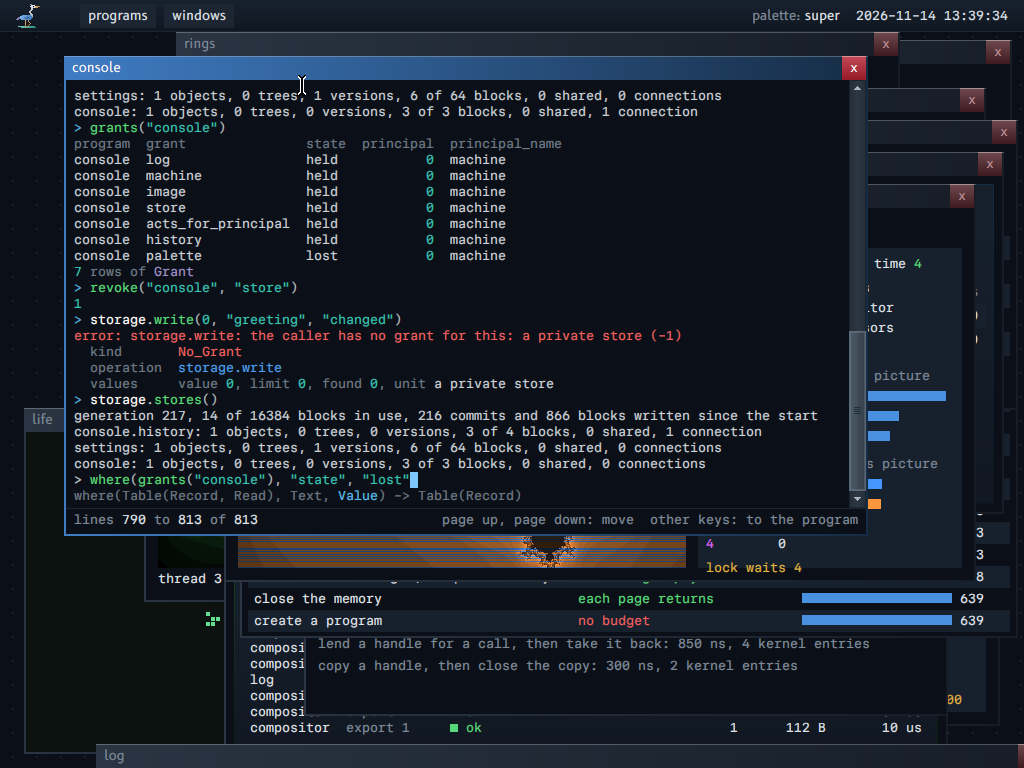 programs windows palette: super 2026-11-14 13:39:34
rings x
x
console x
x
x
x
x
settings: 1 objects, 0 trees, 1 versions, 6 of 64 blocks, 0 shared, 0 connections
console: 1 objects, 0 trees, 0 versions, 3 of 3 blocks, 0 shared, 1 connection
> grants("console")
program grant state principal principal_name
console log held 0 machine
console machine held 0 machine
console image held 0 machine
console store held 0 machine
console acts_for_principal held 0 machine
console history held 0 machine
console palette lost 0 machine
7 rows of Grant
> revoke("console", "store")
1
> storage.write(0, "greeting", "changed")
error: storage.write: the caller has no grant for this: a private store (-1)
kind No_Grant
operation storage.write
values value 0, limit 0, found 0, unit a private store
> storage.stores()
generation 217, 14 of 16384 blocks in use, 216 commits and 866 blocks written since the start
console.history: 1 objects, 0 trees, 0 versions, 3 of 4 blocks, 0 shared, 1 connection
settings: 1 objects, 0 trees, 1 versions, 6 of 64 blocks, 0 shared, 0 connections
console: 1 objects, 0 trees, 0 versions, 3 of 3 blocks, 0 shared, 0 connections
> where(grants("console"), "state", "lost"
where(Table(Record, Read), Text, Value) -> Table(Record)
lines 790 to 813 of 813 page up, page down: move other keys: to the program
time 4
picture
picture
life
4 0
lock waits 4
thread 3
3
3
8
close the memory each page returns 639
create a program no budget 639
lend a handle for a call, then take it back: 850 ns, 4 kernel entries
copy a handle, then close the copy: 300 ns, 2 kernel entries
composi
composi
log
composi
composi
00
compositor export 1 ok 1 112 B 10 us
log